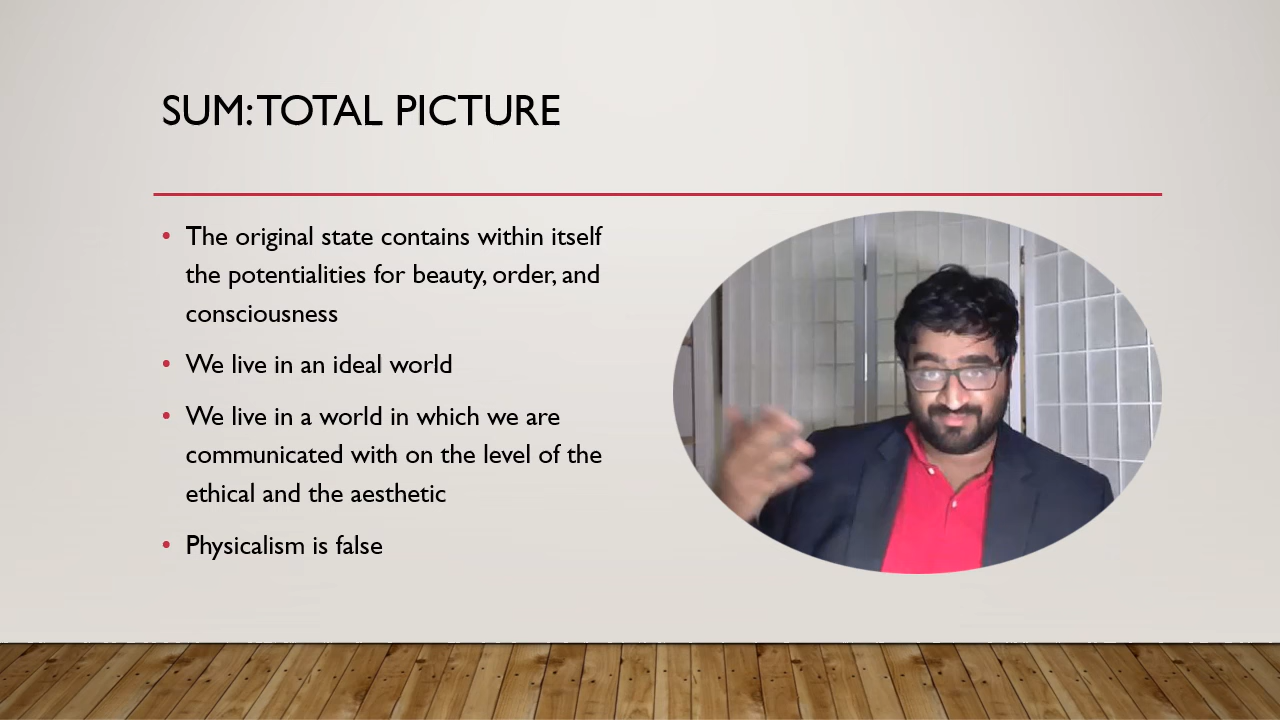 SUM: TOTAL PICTURE
• The original state contains within itself
the potentialities for beauty, order, and
consciousness
• We live in an ideal world
• We live in a world in which we are
communicated with on the level of the
ethical and the aesthetic
• Physicalism is false